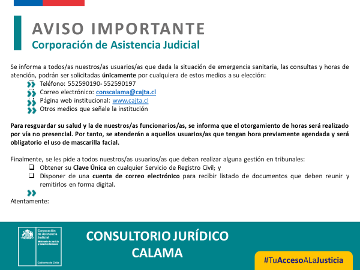 AVISO IMPORTANTE
Corporación de Asistencia Judicial
Se informa a todos/as nuestros/as usuarios/as que dada la situación de emergencia sanitaria, las consultas y horas de
atención, podrán ser solicitadas únicamente por cualquiera de estos medios a su elección:
Teléfono: 552590190- 552590197
Correo electrónico: conscalama@cajta.cl
Página web institucional: www.cajta.cl
Otros medios que señale la institución
Para resguardar su salud y la de nuestros/as funcionarios/as, se informa que el otorgamiento de horas será realizado
por vía no presencial. Por tanto, se atenderán a aquellos usuarios/as que tengan hora previamente agendada y será
obligatorio el uso de mascarilla facial.
Finalmente, se les pide a todos nuestros/as usuarios/as que deban realizar alguna gestión en tribunales:
Obtener su Clave Única en cualquier Servicio de Registro Civil; y
Disponer de una cuenta de correo electrónico para recibir listado de documentos que deben reunir y
remitirlos en forma digital.
Atentamente:
CONSULTORIO JURÍDICO
CALAMA
Corporación
de Asistencia
Judicial
#TuAccesoALaJusticia